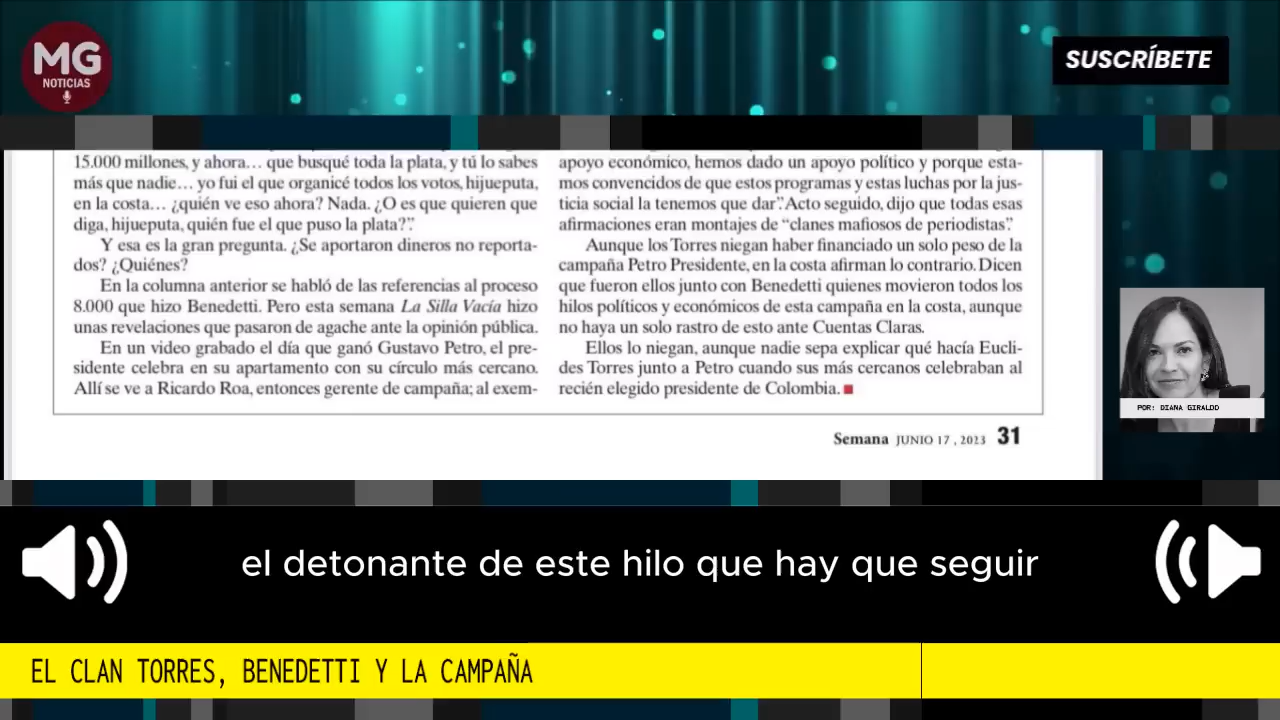 MG
NOTICIAS
SUSCRÍBETE
15.000 millones, y ahora… que busqué toda la plata, y tú lo sabes
más que nadie… yo fui el que organicé todos los votos, hijueputa,
en la costa… ¿quién ve eso ahora? Nada. ¿O es que quieren que
diga, hijueputa, quién fue el que puso la plata?”.
Y esa es la gran pregunta. ¿Se aportaron dineros no reporta-
dos? ¿Quiénes?
En la columna anterior se habló de las referencias al proceso
8.000 que hizo Benedetti. Pero esta semana La Silla Vacía hizo
unas revelaciones que pasaron de agache ante la opinión pública.
En un video grabado el día que ganó Gustavo Petro, el pre-
sidente celebra en su apartamento con su círculo más cercano.
Allí se ve a Ricardo Roa, entonces gerente de campaña; al exem-
apoyo económico, hemos dado un apoyo político y porque esta-
mos convencidos de que estos programas y estas luchas por la jus-
ticia social la tenemos que dar”. Acto seguido, dijo que todas esas
afirmaciones eran montajes de “clanes mafiosos de periodistas”.
Aunque los Torres niegan haber financiado un solo peso de la
campaña Petro Presidente, en la costa afirman lo contrario. Dicen
que fueron ellos junto con Benedetti quienes movieron todos los
hilos políticos y económicos de esta campaña en la costa, aunque
no haya un solo rastro de esto ante Cuentas Claras.
Ellos lo niegan, aunque nadie sepa explicar qué hacía Eucli-
des Torres junto a Petro cuando sus más cercanos celebraban al
recién elegido presidente de Colombia.
Semana JUNIO 17, 2023 31
POR: DIANA GIRALDO
el detonante de este hilo que hay que seguir
EL CLAN TORRES, BENEDETTI Y LA CAMPAÑA